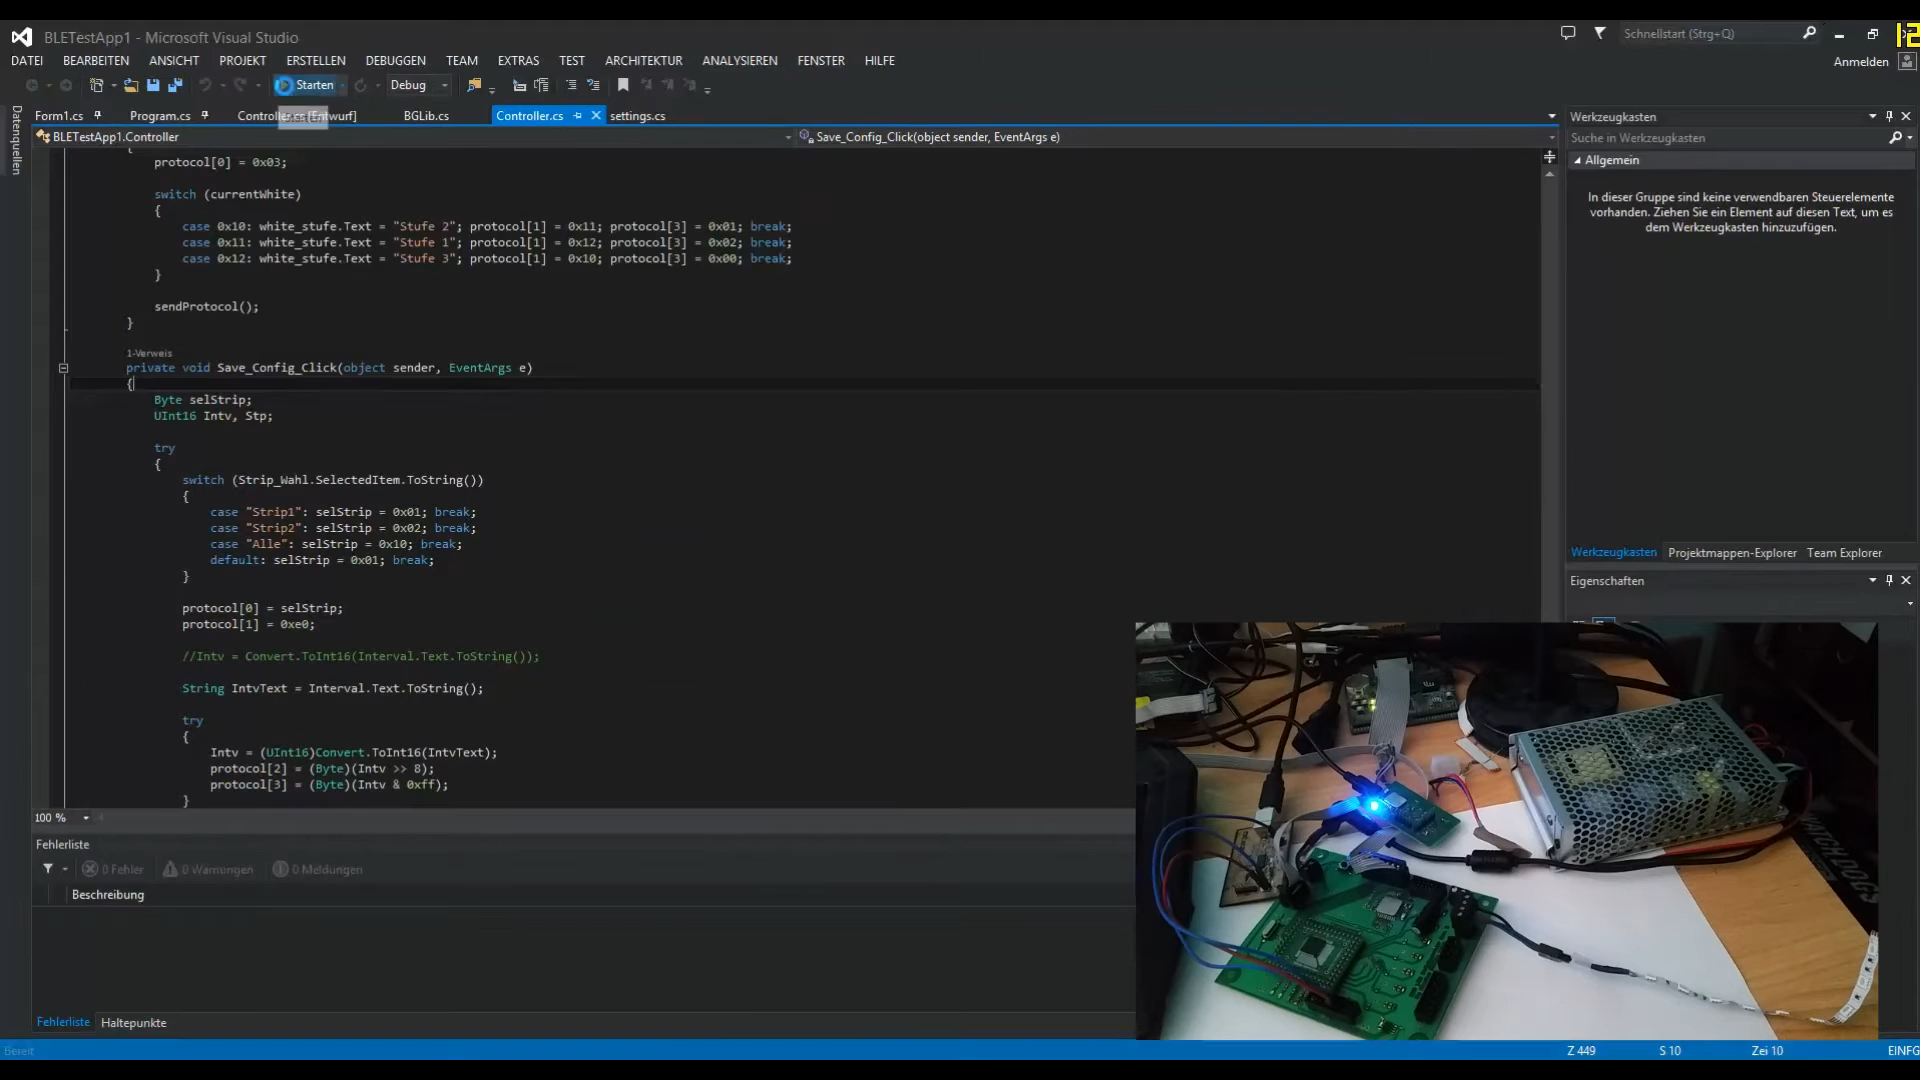 BLETestApp1 - Microsoft Visual Studio
Schnellstart (Strg+Q)
12
DATEI BEARBEITEN ANSICHT PROJEKT ERSTELLEN DEBUGGEN TEAM EXTRAS TEST ARCHITEKTUR ANALYSIEREN FENSTER HILFE
Anmelden
Starten Debug
Datenquellen
Form1.cs Program.cs Controller.cs [Entwurf] BGLib.cs Controller.cs settings.cs
BLETestApp1.Controller Save_Config_Click(object sender, EventArgs e)
{
protocol[0] = 0x03;
switch (currentWhite)
{
case 0x10: white_stufe.Text = "Stufe 2"; protocol[1] = 0x11; protocol[3] = 0x01; break;
case 0x11: white_stufe.Text = "Stufe 1"; protocol[1] = 0x12; protocol[3] = 0x02; break;
case 0x12: white_stufe.Text = "Stufe 3"; protocol[1] = 0x10; protocol[3] = 0x00; break;
}
sendProtocol();
}
1-Verweis
private void Save_Config_Click(object sender, EventArgs e)
{
Byte selStrip;
UInt16 Intv, Stp;
try
{
switch (Strip_Wahl.SelectedItem.ToString())
{
case "Strip1": selStrip = 0x01; break;
case "Strip2": selStrip = 0x02; break;
case "Alle": selStrip = 0x10; break;
default: selStrip = 0x01; break;
}
protocol[0] = selStrip;
protocol[1] = 0xe0;
//Intv = Convert.ToInt16(Interval.Text.ToString());
String IntvText = Interval.Text.ToString();
try
{
Intv = (UInt16)Convert.ToInt16(IntvText);
protocol[2] = (Byte)(Intv >> 8);
protocol[3] = (Byte)(Intv & 0xff);
}
100 %
Werkzeugkasten
Suche in Werkzeugkasten
Allgemein
In dieser Gruppe sind keine verwendbaren Steuerelemente
vorhanden. Ziehen Sie ein Element auf diesen Text, um es
dem Werkzeugkasten hinzuzufügen.
Werkzeugkasten Projektmappen-Explorer Team Explorer
Eigenschaften
Fehlerliste
0 Fehler 0 Warnungen 0 Meldungen
Beschreibung
WATCH DOGS
Fehlerliste Haltepunkte
Bereit
Z 449 S 10 Zei 10 EINFG